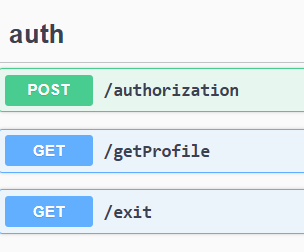 auth
POST /authorization
GET /getProfile
GET /exit